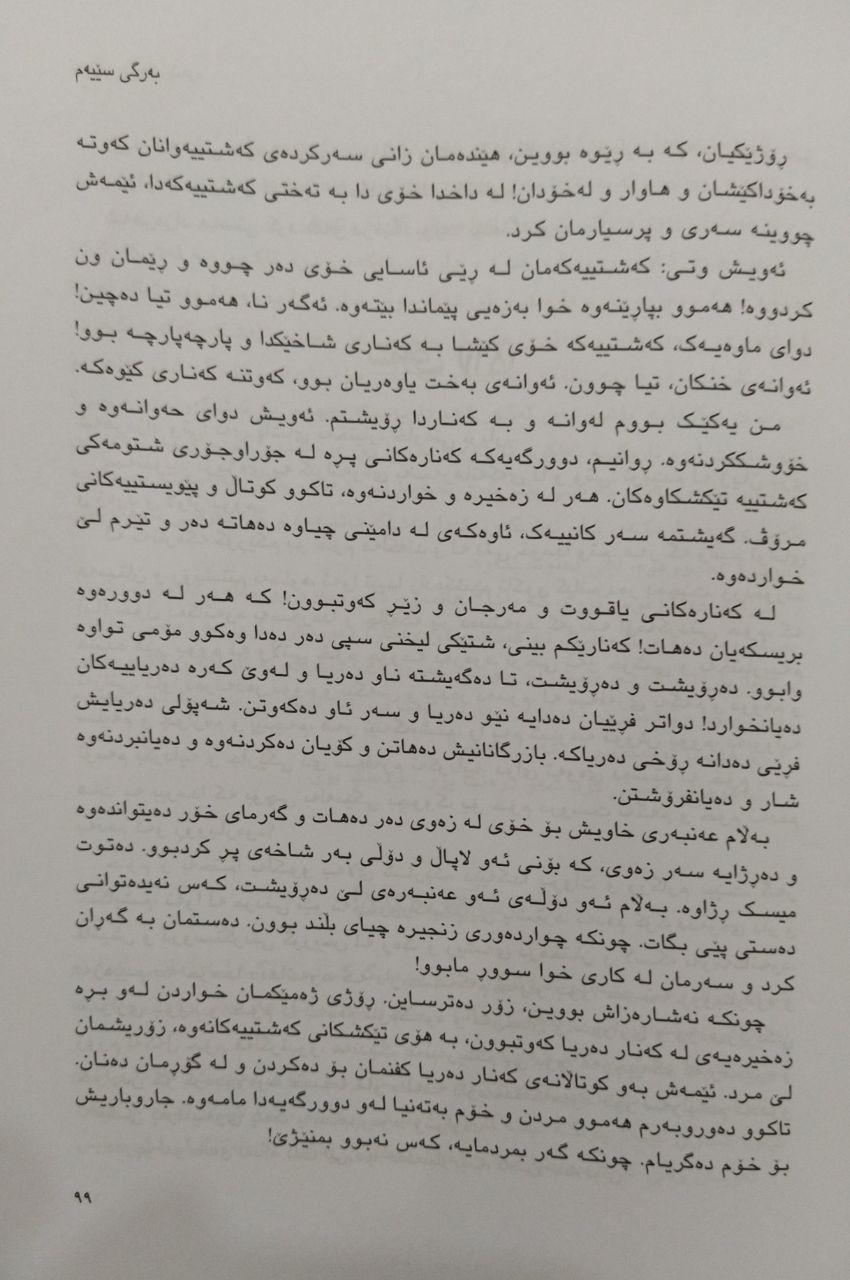 بەرگی سێیەم
ڕۆژێکیان، کە بە ڕێوە بووین، هێندەمان زانی سەرکردەی کەشتییەوانان کەوتە
بەخۆداکێشان و هاوار و لەخۆدان! لە داخدا خۆی دا بە تەختی کەشتییەکەدا، ئێمەش
چووینە سەری و پرسیارمان کرد.
ئەویش وتی: کەشتییەکەمان لە ڕێی ئاسایی خۆی دەر چووە و ڕێمان ون
کردووە! هەموو بپاڕێنەوە خوا بەزەیی پێماندا بێتەوە. ئەگەر نا، هەموو تیا دەچین!
دوای ماوەیەک، کەشتییەکە خۆی کێشا بە کەناری شاخێکدا و پارچەپارچە بوو!
ئەوانەی خنکان، تیا چوون. ئەوانەی بەخت یاوەریان بوو، کەوتنە کەناری کێوەکە.
من یەکێک بووم لەوانە و بە کەناردا ڕۆیشتم. ئەویش دوای حەوانەوە و
خۆوشککردنەوە. ڕوانیم، دوورگەیەکە کەنارەکانی پڕە لە جۆراوجۆری شتومەکی
کەشتییە تێکشکاوەکان. هەر لە زەخیرە و خواردنەوە، تاکوو کوتاڵ و پێویستییەکانی
مرۆڤ. گەیشتمە سەر کانییەک، ئاوەکەی لە دامێنی چیاوە دەهاتە دەر و تێرم لێ
خواردەوە.
لە کەنارەکانی یاقووت و مەرجان و زێڕ کەوتبوون! کە هەر لە دوورەوە
بریسکەیان دەهات! کەنارێکم بینی، شتێکی لیخنی سپی دەر دەدا وەکوو مۆمی تواوە
وابوو. دەڕۆیشت و دەڕۆیشت، تا دەگەیشتە ناو دەریا و لەوێ کەرە دەریاییەکان
دەیانخوارد! دواتر فڕێیان دەدایە نێو دەریا و سەر ئاو دەکەوتن. شەپۆلی دەریایش
فڕێی دەدانە ڕۆخی دەریاکە. بازرگانانیش دەهاتن و کۆیان دەکردنەوە و دەیانبردنەوە
شار و دەیانفرۆشتن.
بەڵام عەنبەری خاویش بۆ خۆی لە زەوی دەر دەهات و گەرمای خۆر دەیتواندەوە
و دەڕژایە سەر زەوی، کە بۆنی ئەو لاپاڵ و دۆڵی بەر شاخەی پڕ کردبوو. دەتوت
میسک ڕژاوە. بەڵام ئەو دۆڵەی ئەو عەنبەرەی لێ دەڕۆیشت، کەس نەیدەتوانی
دەستی پێی بگات. چونکە چواردەوری زنجیرە چیای بڵند بوون. دەستمان بە گەڕان
کرد و سەرمان لە کاری خوا سووڕ مابوو!
چونکە نەشارەزاش بووین، زۆر دەترساین. ڕۆژی ژەمێکمان خواردن لەو بڕە
زەخیرەیەی لە کەنار دەریا کەوتبوون، بە هۆی تێکشکانی کەشتییەکانەوە، زۆریشمان
لێ مرد. ئێمەش بەو کوتاڵانەی کەنار دەریا کفنمان بۆ دەکردن و لە گۆڕمان دەنان.
تاکوو دەوروبەرم هەموو مردن و خۆم بەتەنیا لەو دوورگەیەدا مامەوە. جاروباریش
بۆ خۆم دەگریام. چونکە گەر بمردمایە، کەس نەبوو بمنێژێ!
٩٩